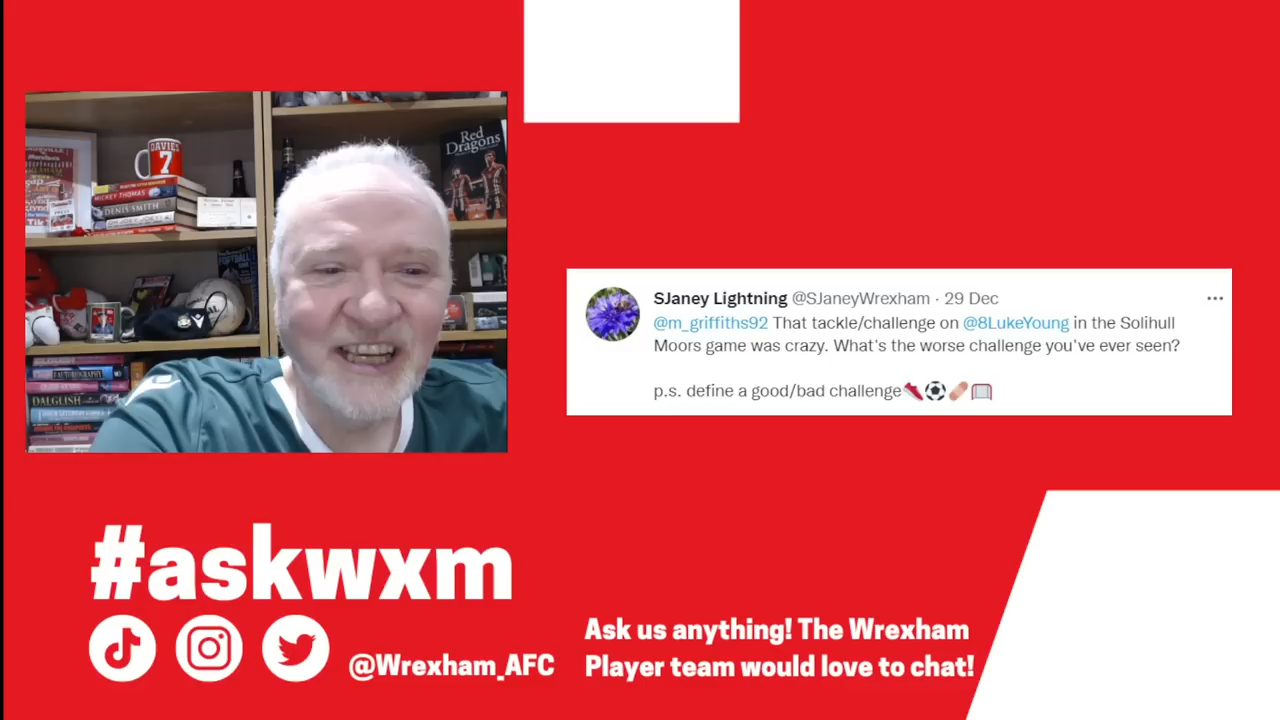 Red
Dragons
DAVIES
7
MICKEY THOMAS
DENIS SMITH
DALGLISH
SJaney Lightning @SJaneyWrexham · 29 Dec
@m_griffiths92 That tackle/challenge on @8LukeYoung in the Solihull
Moors game was crazy. What's the worse challenge you've ever seen?
p.s. define a good/bad challenge
#askwxm
@Wrexham_AFC
Ask us anything! The Wrexham
Player team would love to chat!